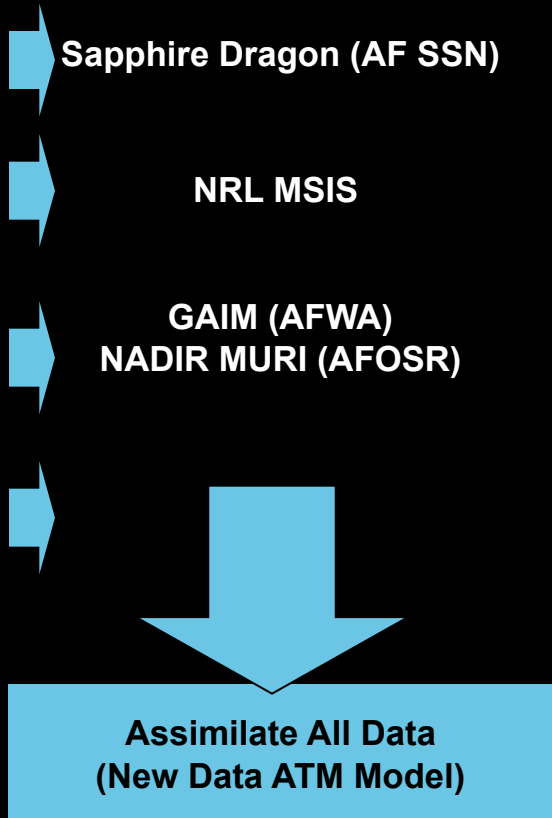 Sapphire Dragon (AF SSN)
NRL MSIS
GAIM (AFWA)
NADIR MURI (AFOSR)
Assimilate All Data
(New Data ATM Model)